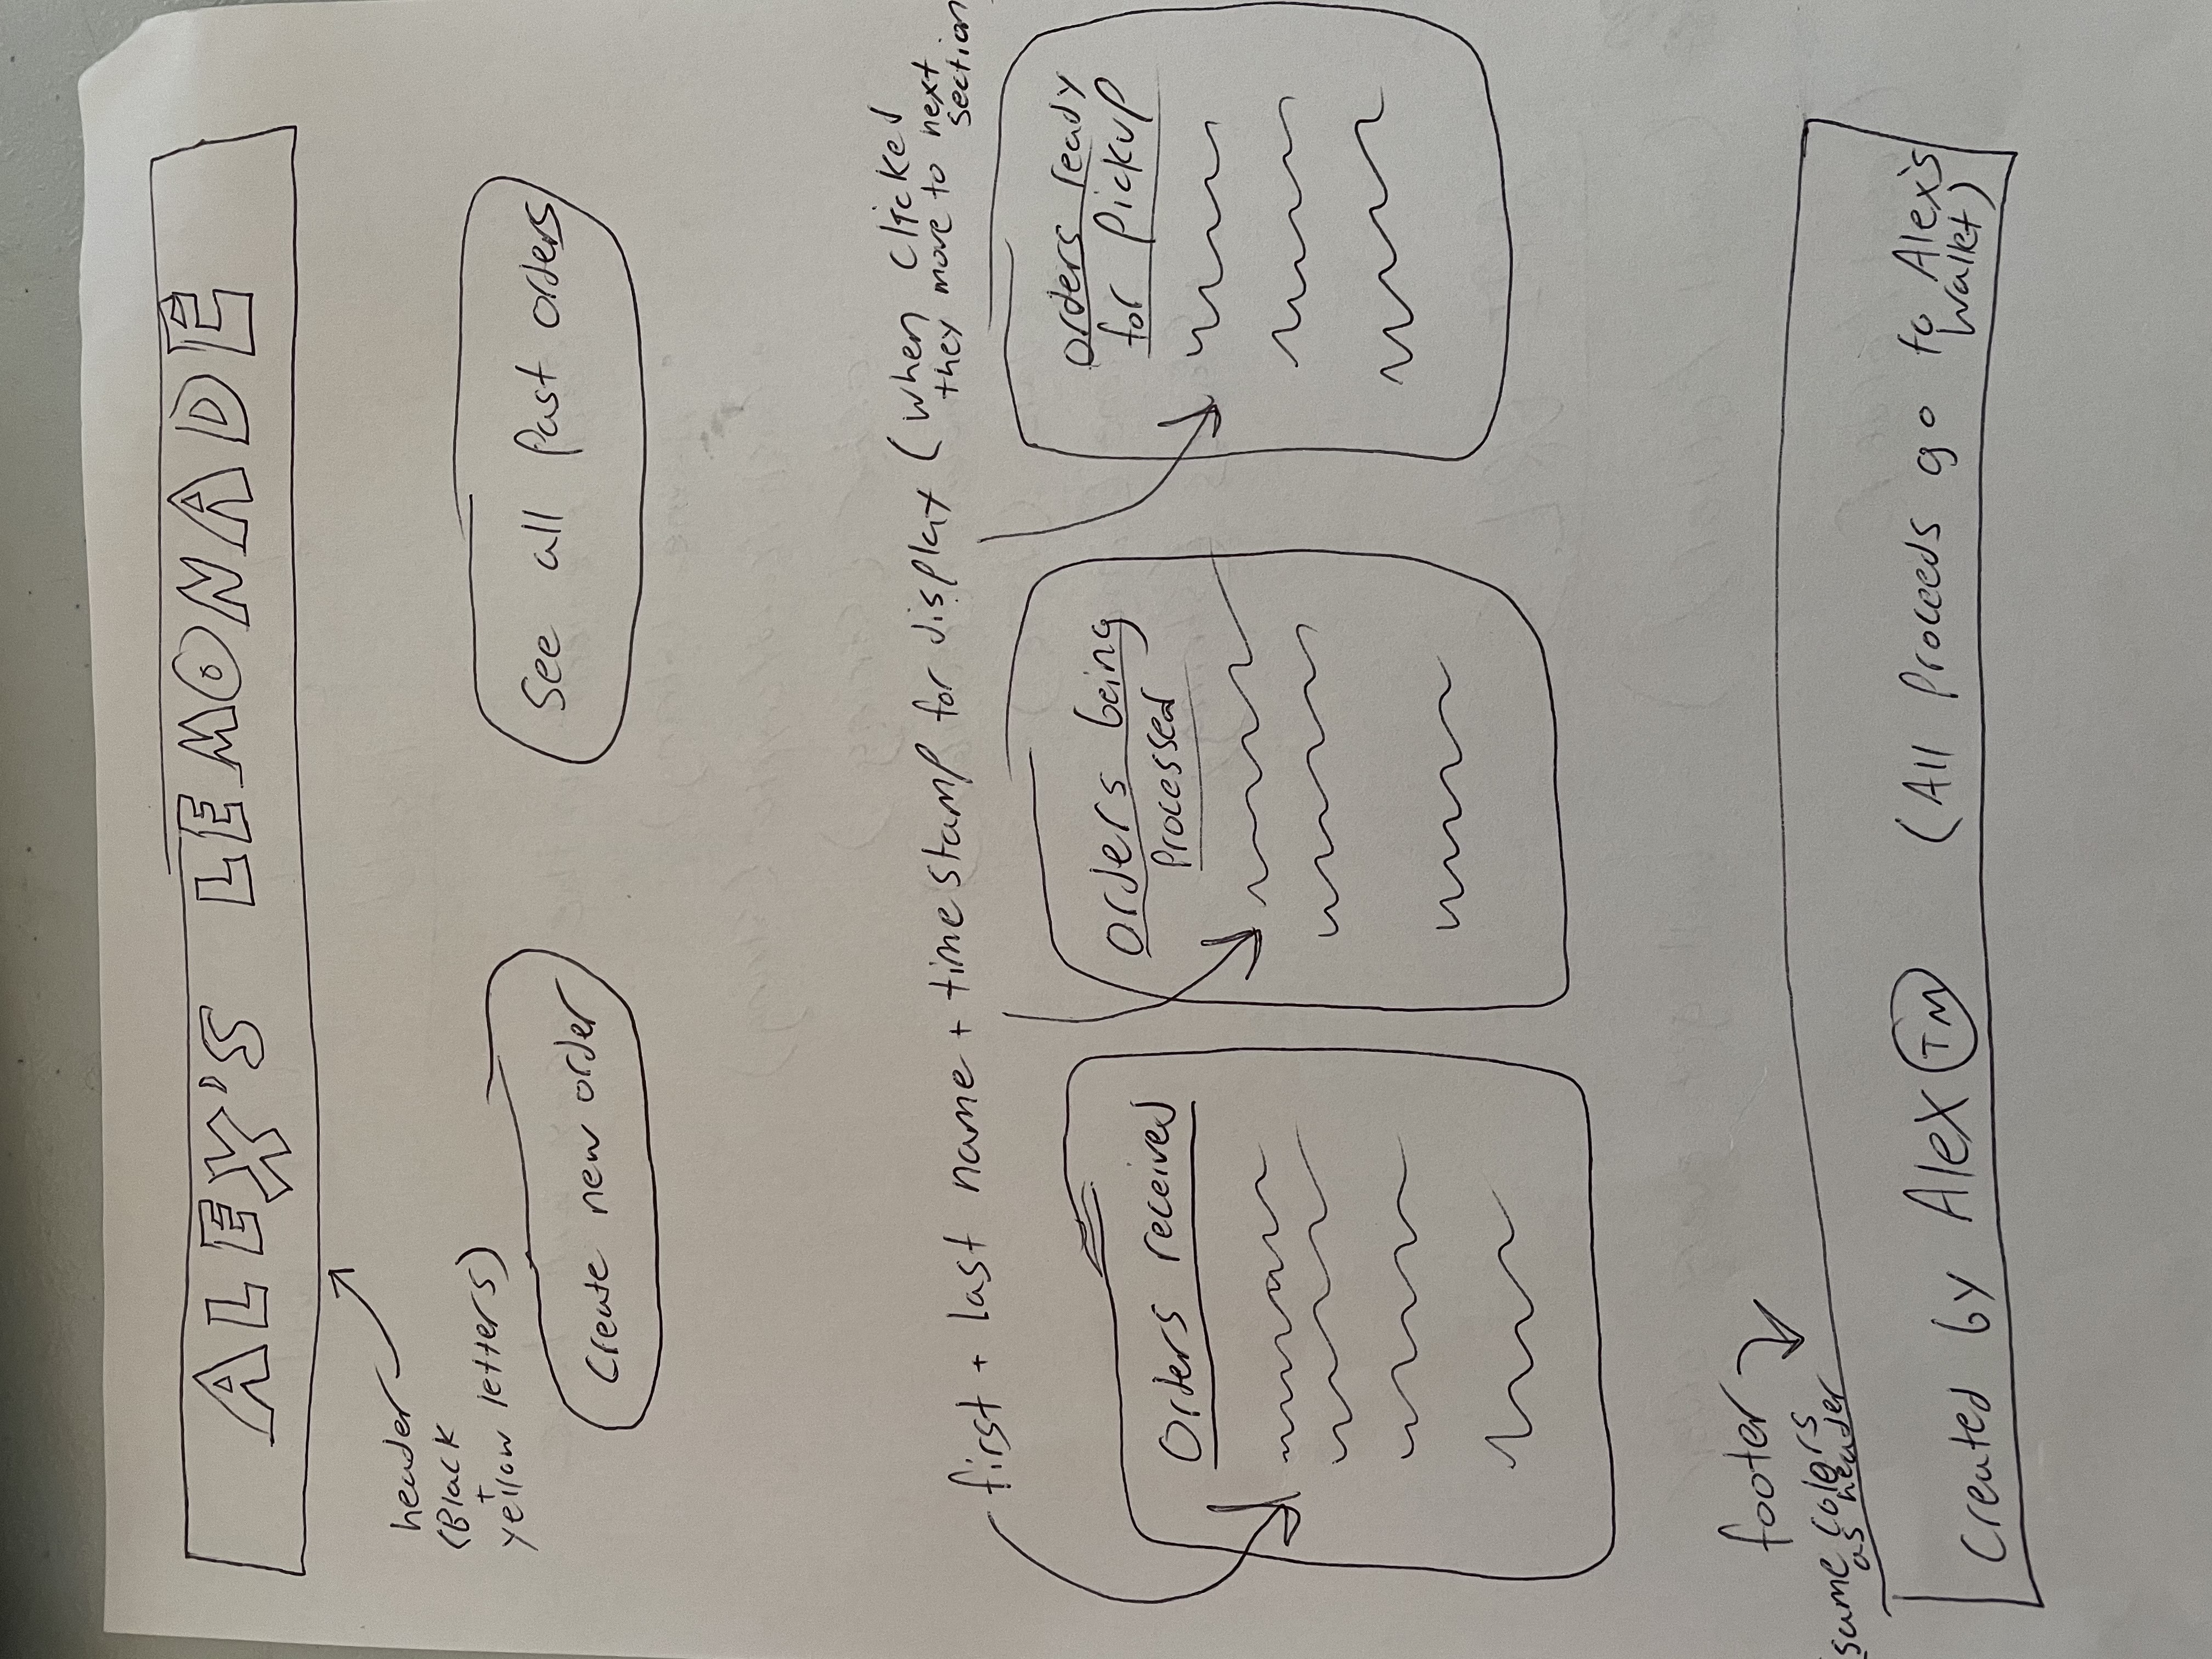 ALEX'S LEMONADE
header
(Black
+
yellow letters)
Create new order
See all past orders
first + last name + time stamp for display (when clicked
they move to next
section
Orders received
Orders being
processed
orders ready
for pickup
footer
same colors
as header
Created by Alex TM (All proceeds go to Alex's
wallet)